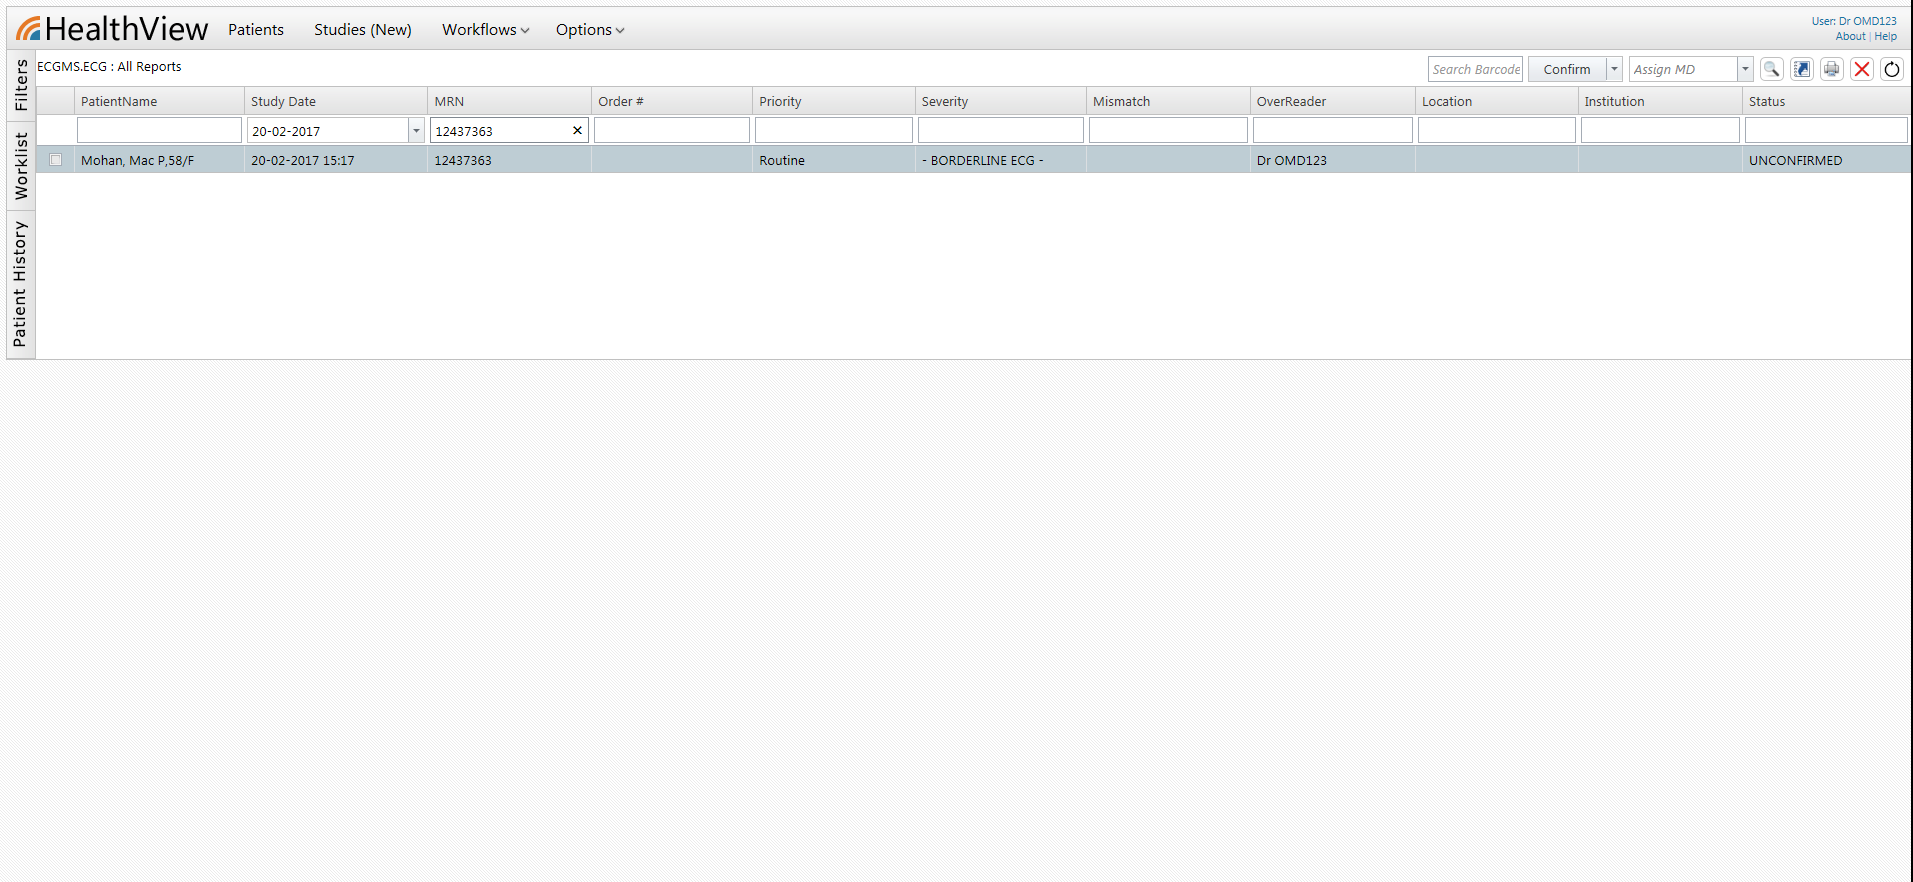 HealthView Patients Studies (New) Workflows Options
User: Dr OMD123
About | Help
Filters
Worklist
Patient History
ECGMS.ECG : All Reports
Search Barcode Confirm Assign MD
PatientName Study Date MRN Order # Priority Severity Mismatch OverReader Location Institution Status
20-02-2017 12437363
Mohan, Mac P,58/F 20-02-2017 15:17 12437363 Routine - BORDERLINE ECG - Dr OMD123 UNCONFIRMED